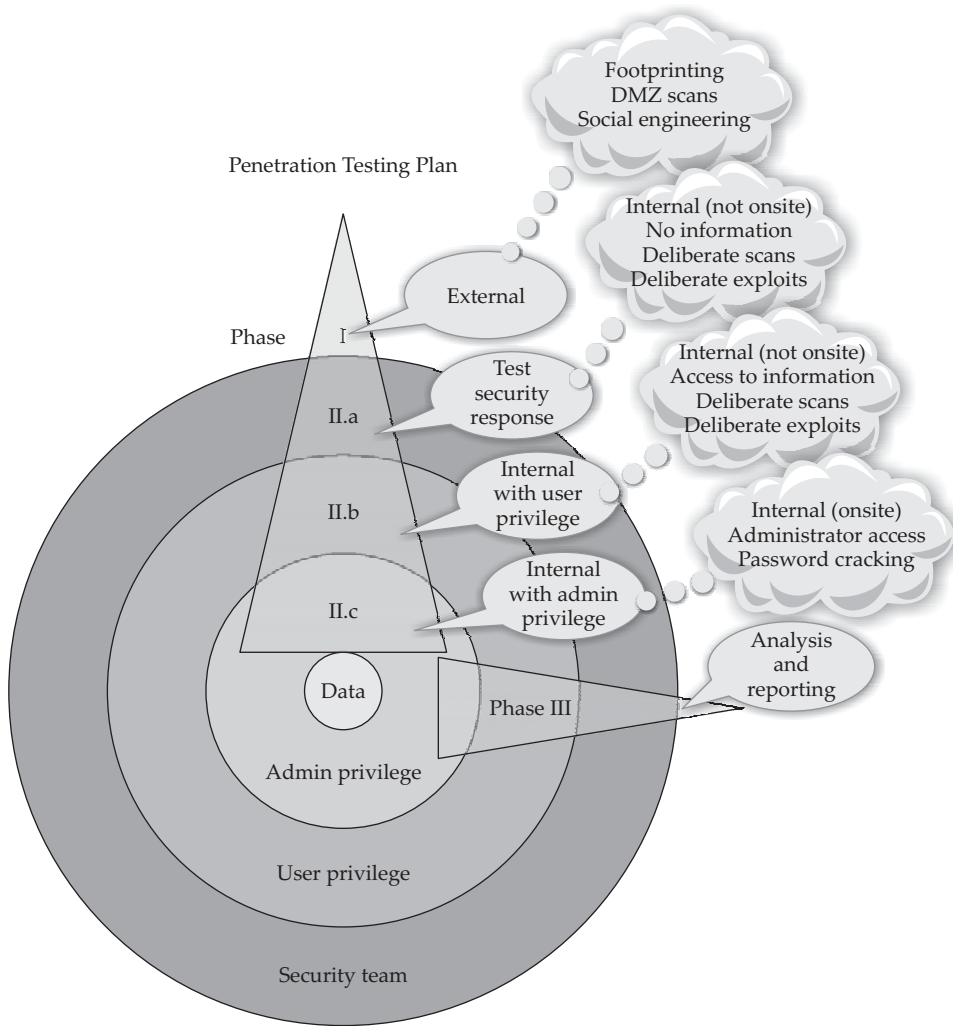 Footprinting
DMZ scans
Social engineering
Penetration Testing Plan
Internal (not onsite)
No information
Deliberate scans
Deliberate exploits
External
Phase
I
Internal (not onsite)
Access to information
Deliberate scans
Deliberate exploits
Test
security
response
II.a
Internal
with user
privilege
II.b
Internal (onsite)
Administrator access
Password cracking
Internal
with admin
privilege
II.c
Analysis
and
reporting
Data
Phase III
Admin privilege
User privilege
Security team